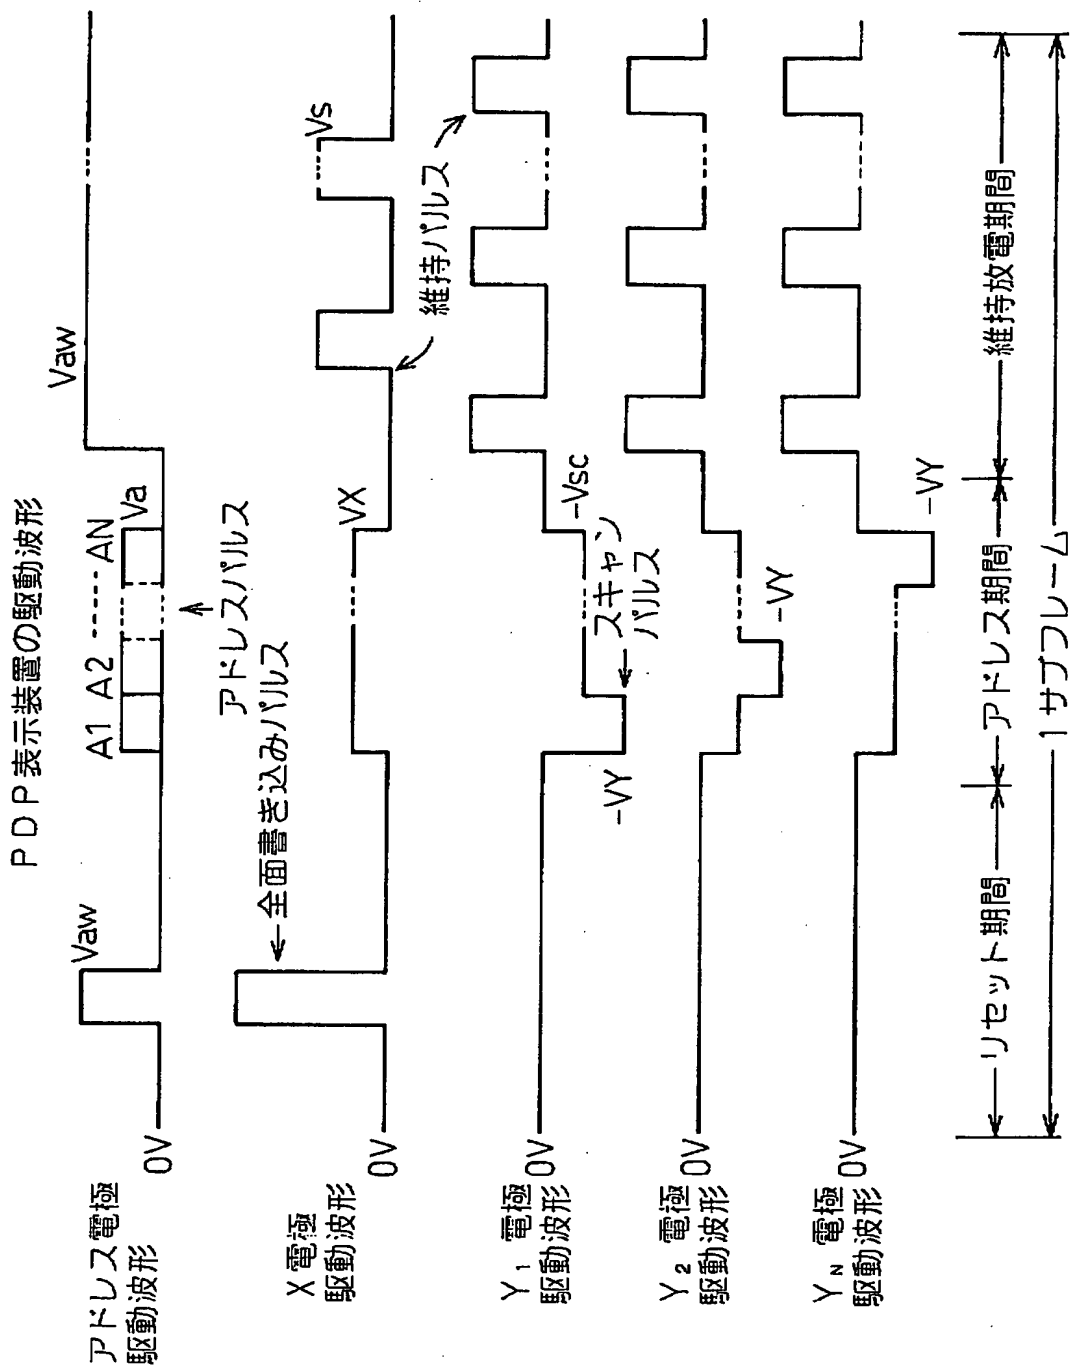 PDP表示装置の駆動波形
アドレス電極
駆動波形
0V
Vaw
A1 A2 ----- AN
Va
Vaw
アドレスパルス
X電極
駆動波形
0V
全面書き込みパルス
VX
Vs
維持パルス
Y1 電極
駆動波形
0V
-VY
スキャン
パルス
-Vsc
Y2 電極
駆動波形
0V
-VY
YN 電極
駆動波形
0V
-VY
リセット期間
アドレス期間
維持放電期間
1サブフレーム